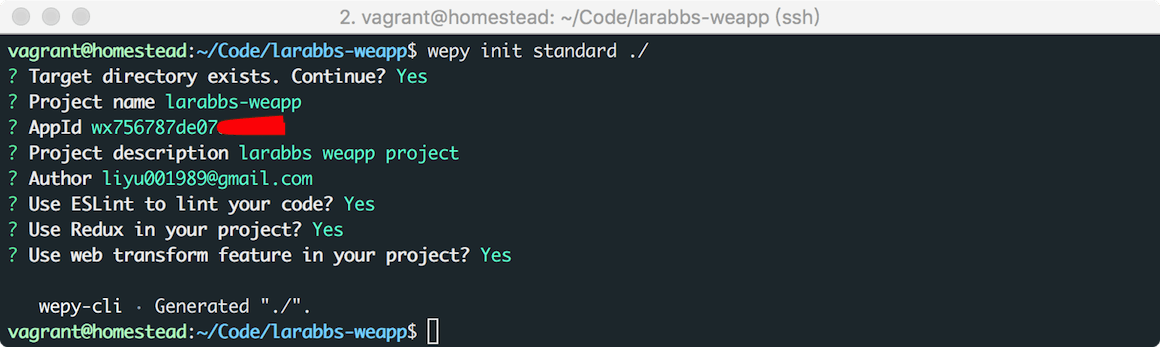 2. vagrant@homestead: ~/Code/larabbs-weapp (ssh)
vagrant@homestead:~/Code/larabbs-weapp$ wepy init standard ./
? Target directory exists. Continue? Yes
? Project name larabbs-weapp
? AppId wx756787de07
? Project description larabbs weapp project
? Author liyu001989@gmail.com
? Use ESLint to lint your code? Yes
? Use Redux in your project? Yes
? Use web transform feature in your project? Yes
wepy-cli · Generated "./".
vagrant@homestead:~/Code/larabbs-weapp$